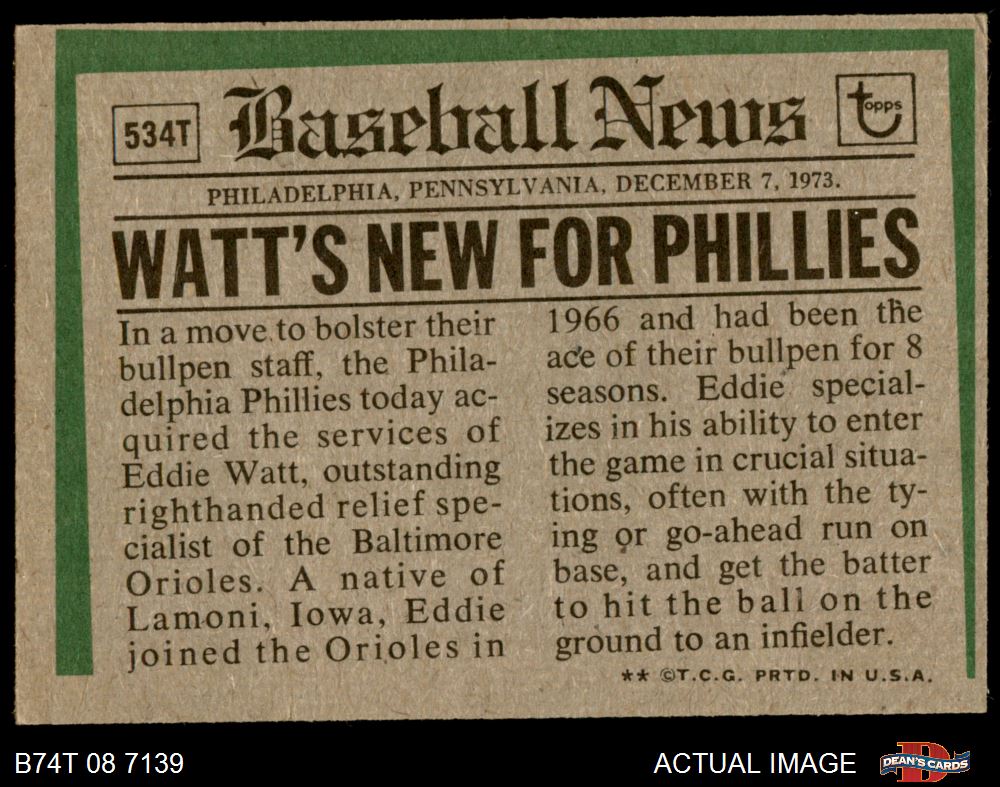 534T
Baseball News
topps
PHILADELPHIA, PENNSYLVANIA, DECEMBER 7, 1973.
WATT'S NEW FOR PHILLIES
In a move to bolster their
bullpen staff, the Phila-
delphia Phillies today ac-
quired the services of
Eddie Watt, outstanding
righthanded relief spe-
cialist of the Baltimore
Orioles. A native of
Lamoni, Iowa, Eddie
joined the Orioles in
1966 and had been the
ace of their bullpen for 8
seasons. Eddie special-
izes in his ability to enter
the game in crucial situa-
tions, often with the ty-
ing or go-ahead run on
base, and get the batter
to hit the ball on the
ground to an infielder.
** ©T.C.G. PRTD. IN U.S.A.
B74T 08 7139
ACTUAL IMAGE
D
DEAN'S CARDS